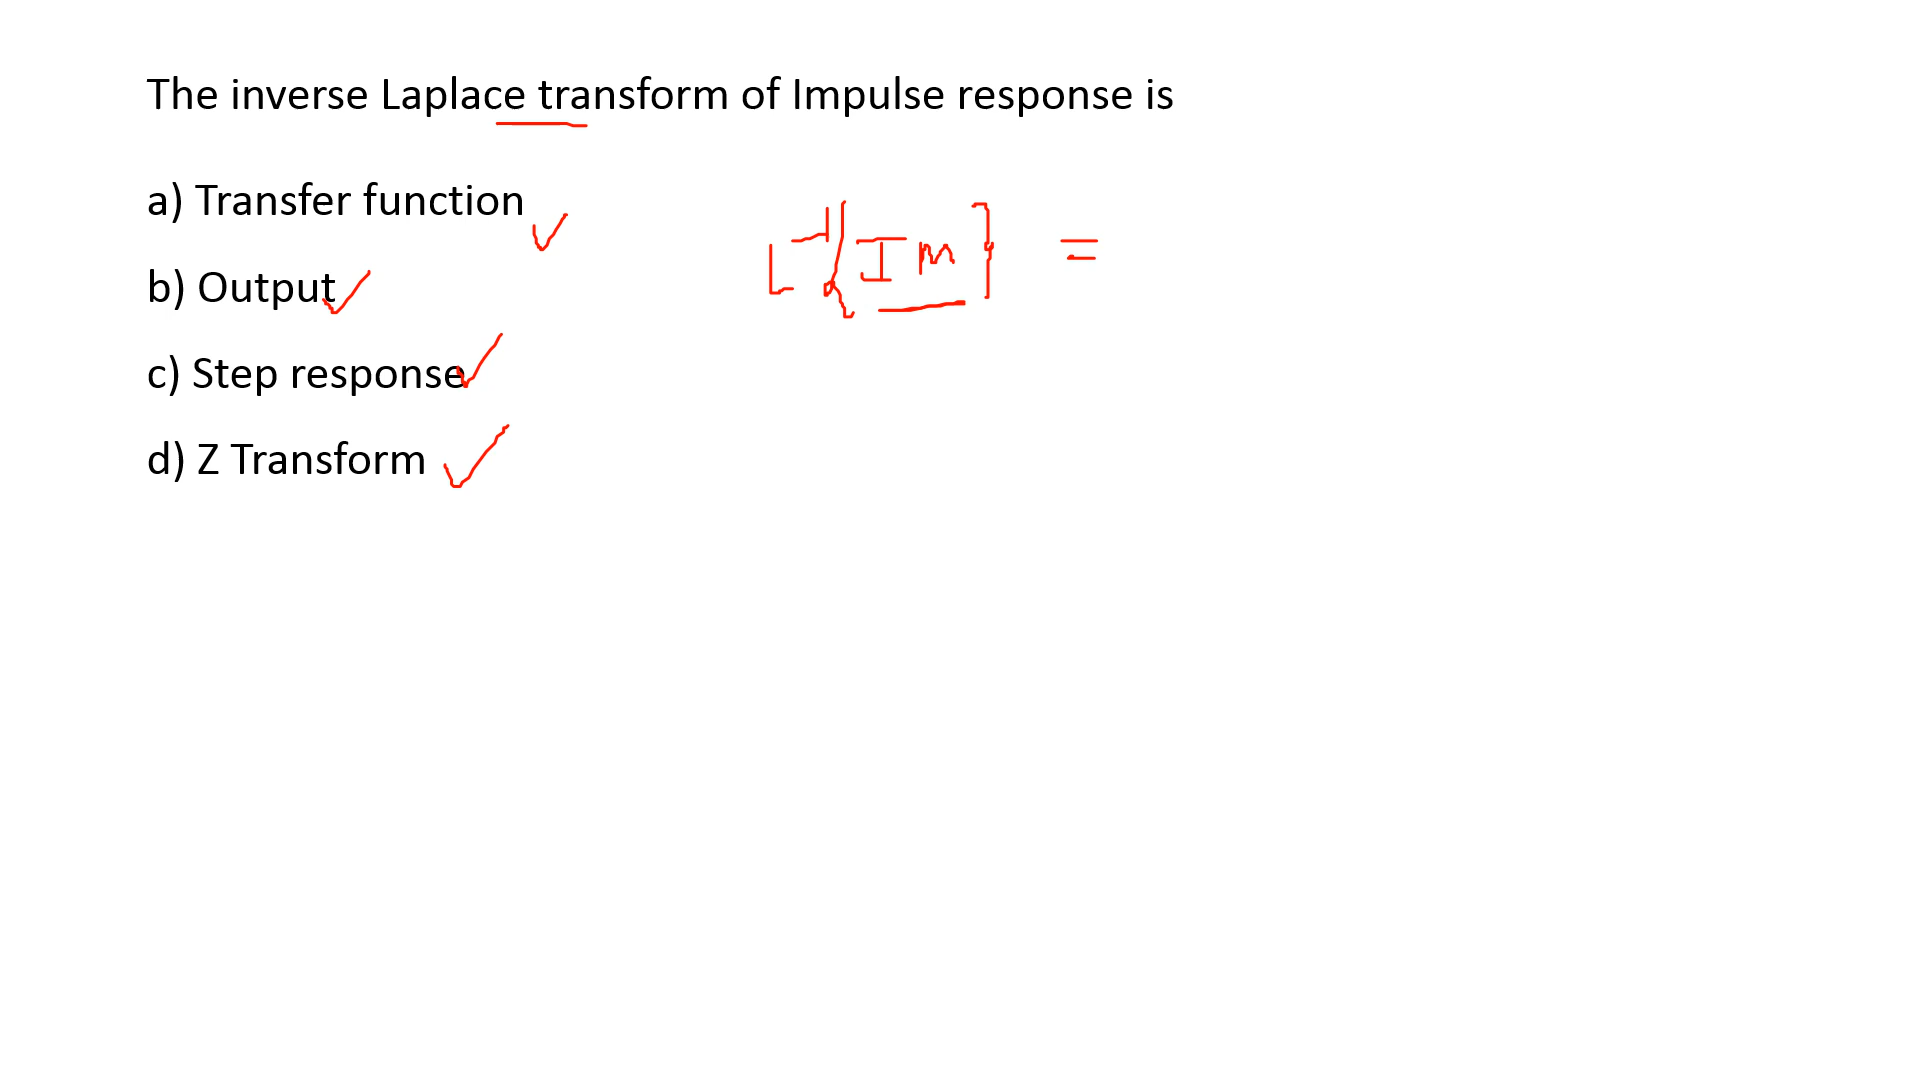 The inverse Laplace transform of Impulse response is
a) Transfer function
b) Output
c) Step response
d) Z Transform
L⁻¹{Im} =